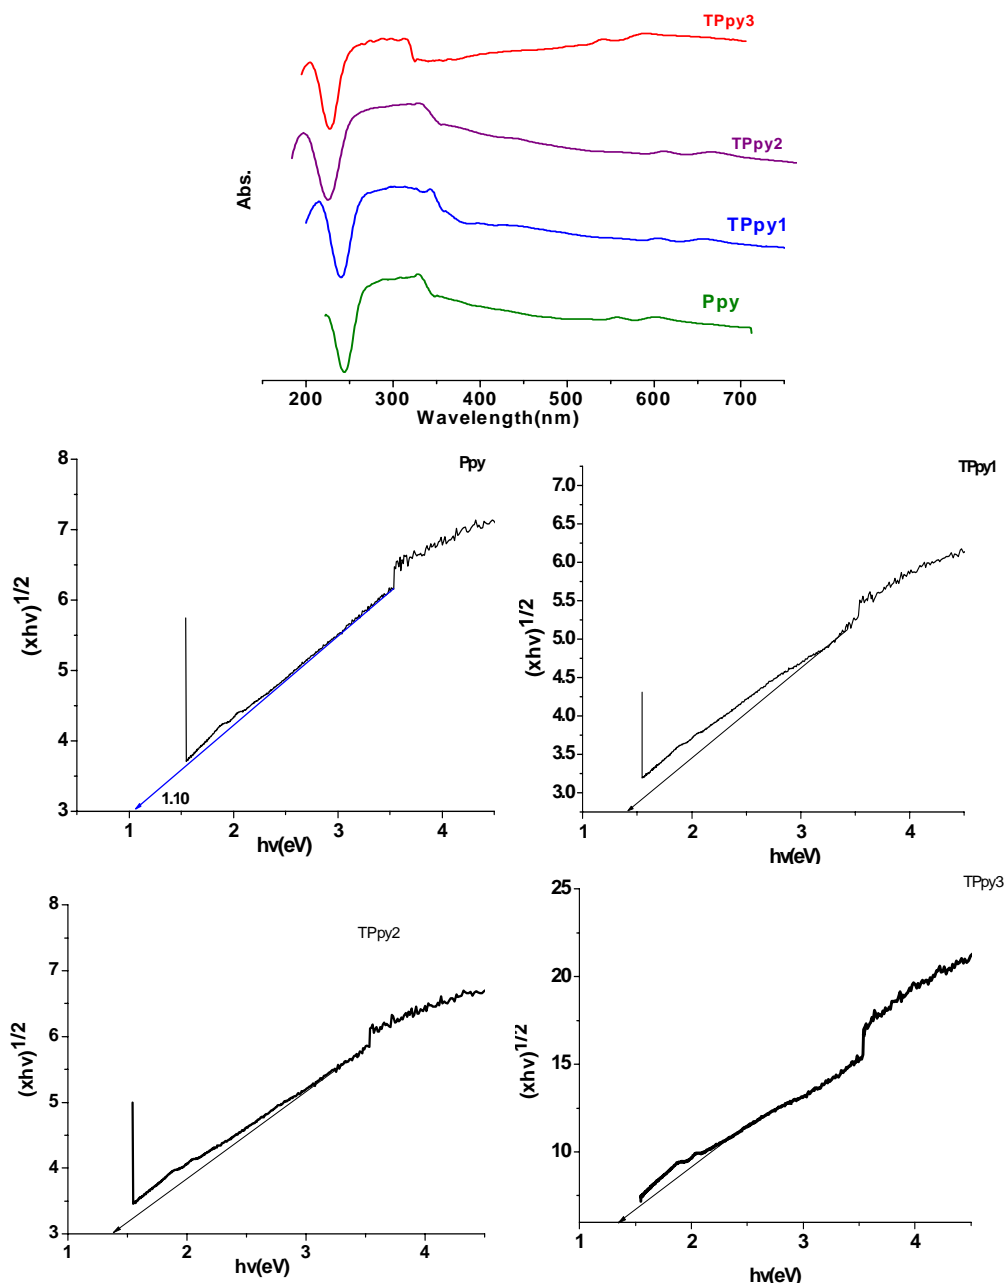 TPpy3
TPpy2
TPpy1
Ppy
Abs.
200 300 400 500 600 700
Wavelength(nm)
Ppy
8
7
6
5
4
3
(xhv)1/2
1.10
1 2 3 4
hv(eV)
TPpy1
7.0
6.5
6.0
5.5
5.0
4.5
4.0
3.5
3.0
(xhv)1/2
1 2 3 4
hv(eV)
TPpy2
8
7
6
5
4
3
(xhv)1/2
1 2 3 4
hv(eV)
TPpy3
25
20
15
10
(xhv)1/2
1 2 3 4
hv(eV)